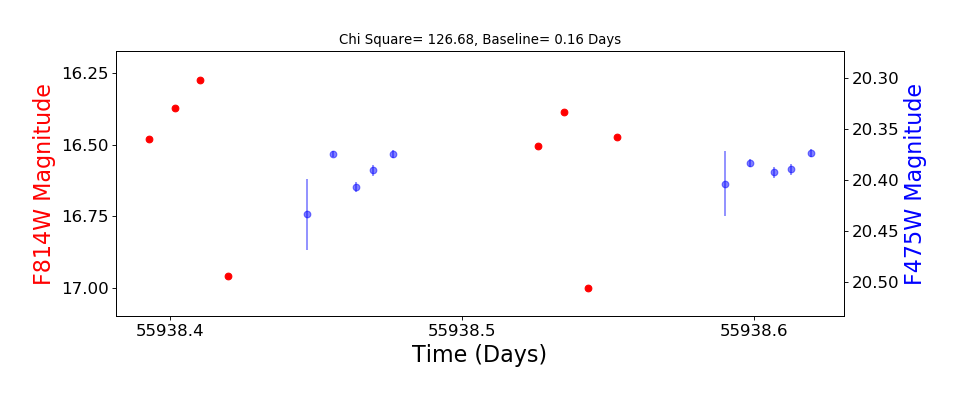 Chi Square= 126.68, Baseline= 0.16 Days
F814W Magnitude
16.25
16.50
16.75
17.00
20.30
20.35
20.40
20.45
20.50
F475W Magnitude
55938.4 55938.5 55938.6
Time (Days)